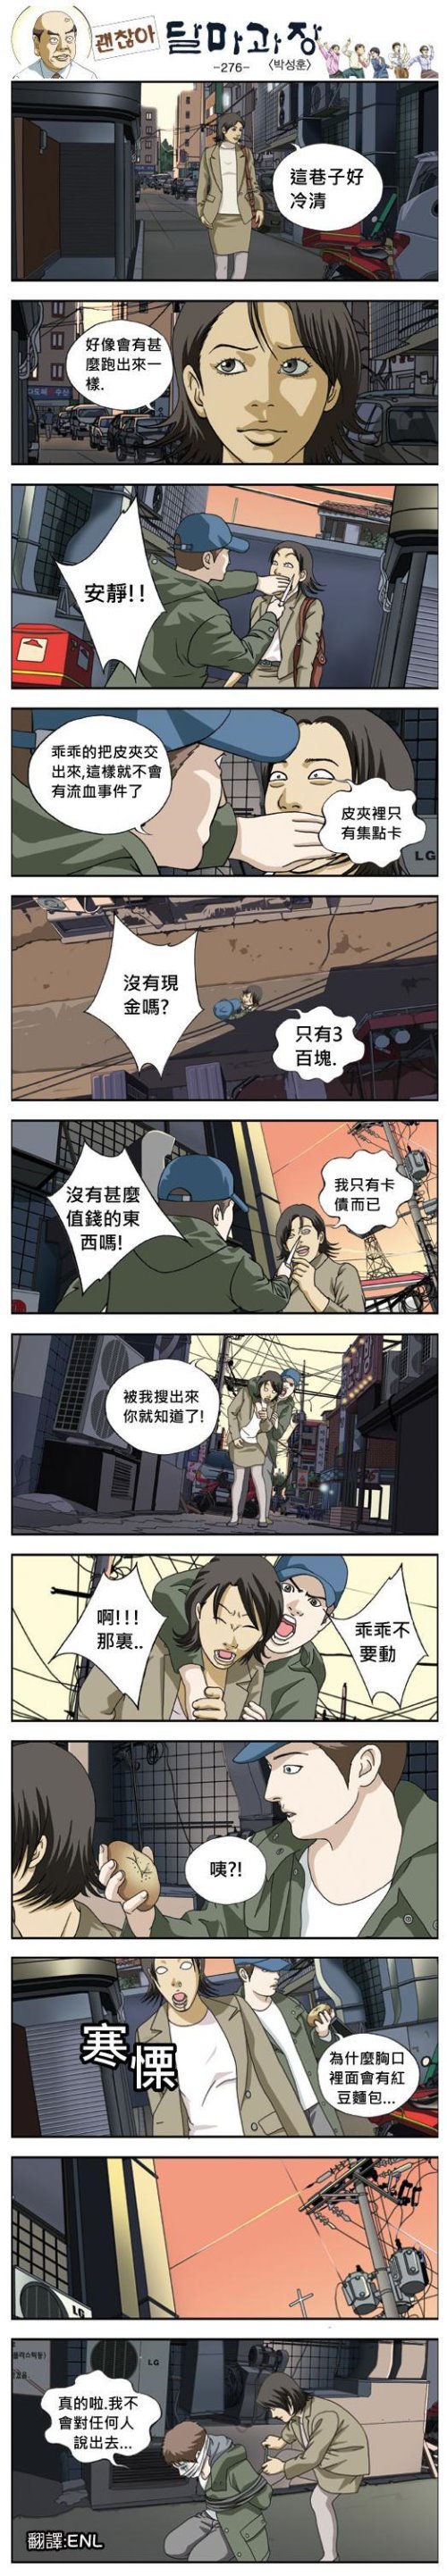 괜찮아 달마과장
-276- 〈박성훈〉
這巷子好
冷清
好像會有甚
麼跑出來一
樣.
安靜!!
乖乖的把皮夾交
出來,這樣就不會
有流血事件了
皮夾裡只
有集點卡
LG
沒有現
金嗎?
只有3
百塊.
沒有甚麼
值錢的東
西嗎!
我只有卡
債而已
被我搜出來
你就知道了!
啊!!!
那裏..
乖乖不
要動
咦?!
寒慄
為什麼胸口
裡面會有紅
豆麵包...
LG
LG
真的啦.我不
會對任何人
說出去...
翻譯:ENL